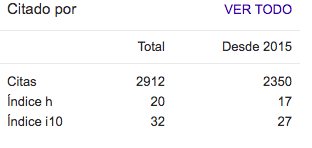 Citado por VER TODO
Total Desde 2015
Citas 2912 2350
Índice h 20 17
Índice i10 32 27